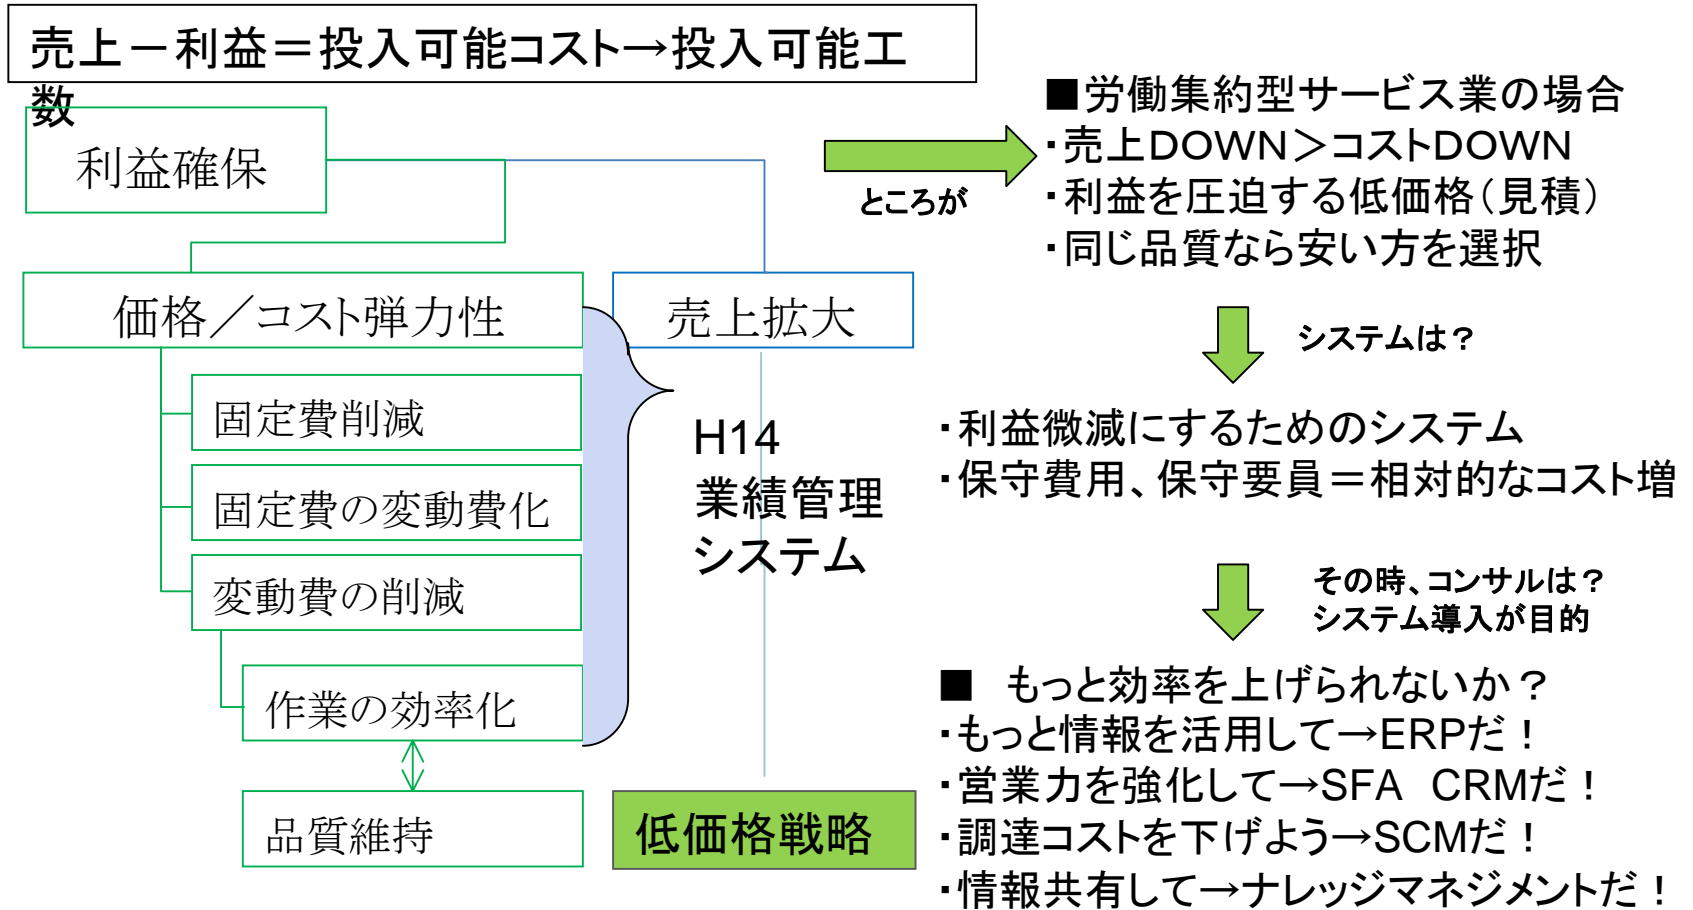 売上－利益＝投入可能コスト→投入可能工
数
利益確保
価格／コスト弾力性
売上拡大
固定費削減
固定費の変動費化
変動費の削減
作業の効率化
品質維持
低価格戦略
H14
業績管理
システム
ところが
■労働集約型サービス業の場合
・売上DOWN＞コストDOWN
・利益を圧迫する低価格（見積）
・同じ品質なら安い方を選択
システムは？
・利益微減にするためのシステム
・保守費用、保守要員＝相対的なコスト増
その時、コンサルは？
システム導入が目的
■　もっと効率を上げられないか？
・もっと情報を活用して→ERPだ！
・営業力を強化して→SFA　CRMだ！
・調達コストを下げよう→SCMだ！
・情報共有して→ナレッジマネジメントだ！